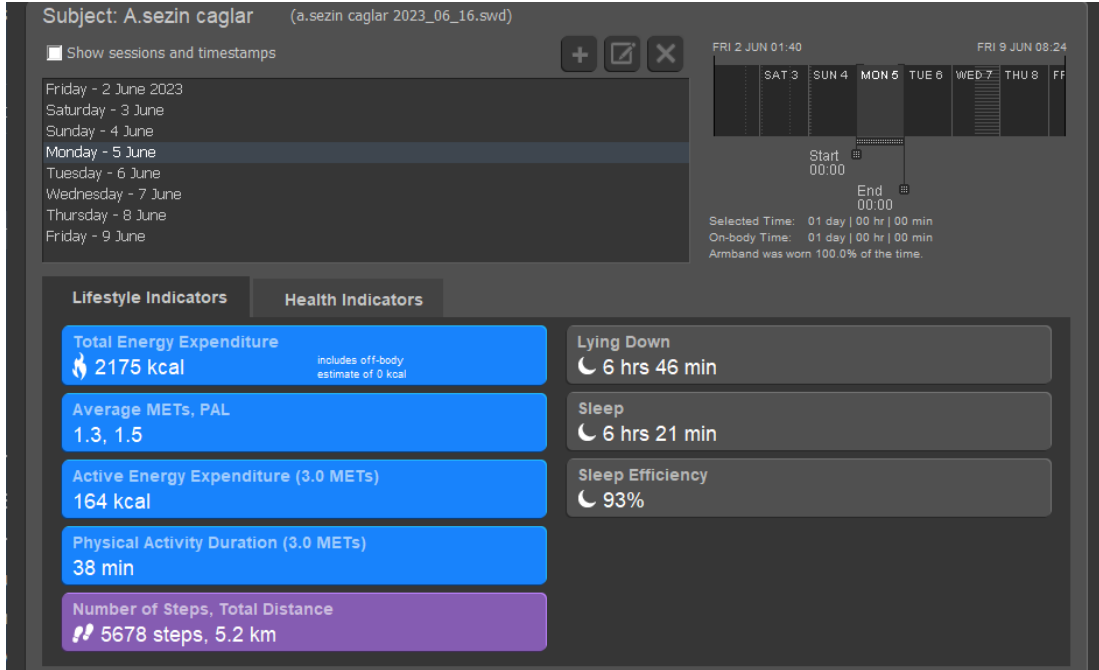 Subject: A.sezin caglar (a.sezin caglar 2023_06_16.swd)
Show sessions and timestamps
Friday - 2 June 2023
Saturday - 3 June
Sunday - 4 June
Monday - 5 June
Tuesday - 6 June
Wednesday - 7 June
Thursday - 8 June
Friday - 9 June
FRI 2 JUN 01:40 FRI 9 JUN 08:24
SAT 3 SUN 4 MON 5 TUE 6 WED 7 THU 8 FF
Start
00:00
End
00:00
Selected Time: 01 day | 00 hr | 00 min
On-body Time: 01 day | 00 hr | 00 min
Armband was worn 100.0% of the time.
Lifestyle Indicators Health Indicators
Total Energy Expenditure
2175 kcal
includes off-body
estimate of 0 kcal
Average METs, PAL
1.3, 1.5
Active Energy Expenditure (3.0 METs)
164 kcal
Physical Activity Duration (3.0 METs)
38 min
Number of Steps, Total Distance
5678 steps, 5.2 km
Lying Down
6 hrs 46 min
Sleep
6 hrs 21 min
Sleep Efficiency
93%